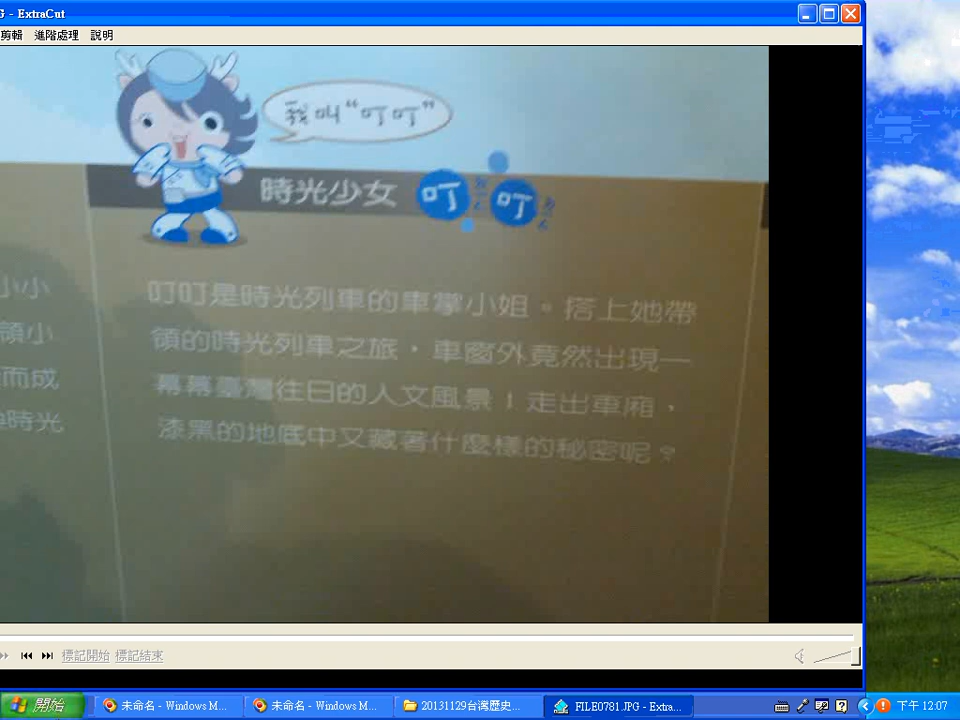 G - ExtraCut
剪輯 進階處理 說明
我叫“叮叮”
時光少女 叮叮
小小
領小
而成
時光
叮叮是時光列車的車掌小姐。搭上她帶
領的時光列車之旅，車窗外竟然出現一
幕幕臺灣往日的人文風景！走出車廂，
漆黑的地底中又藏著什麼樣的秘密呢？
標記開始 標記結束
開始
未命名 - Windows M...
未命名 - Windows M...
20131129台灣歷史...
FILE0781.JPG - Extra...
下午 12:07